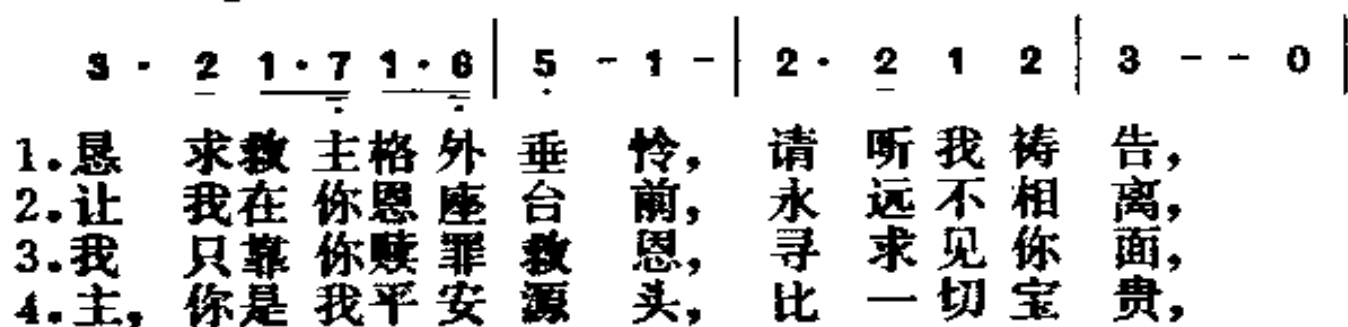 3 · 2 1·7 1·6 | 5 - 1 - | 2· 2 1 2 | 3 - - 0 |
1.恳求救主格外垂怜，请听我祷告，
2.让我在你恩座台前，永远不相离，
3.我只靠你赎罪救恩，寻求见你面，
4.主，你是我平安源头，比一切宝贵，